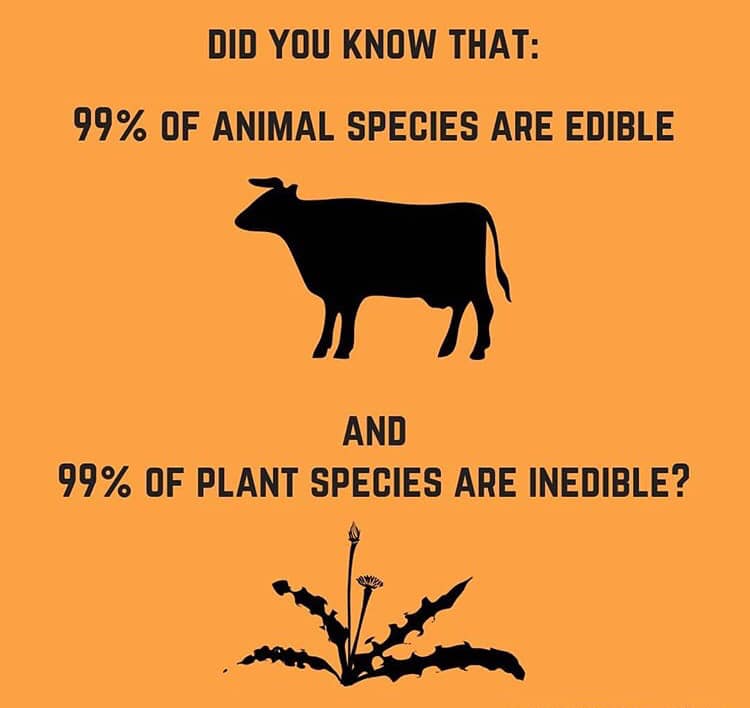 DID YOU KNOW THAT:
99% OF ANIMAL SPECIES ARE EDIBLE
AND
99% OF PLANT SPECIES ARE INEDIBLE?